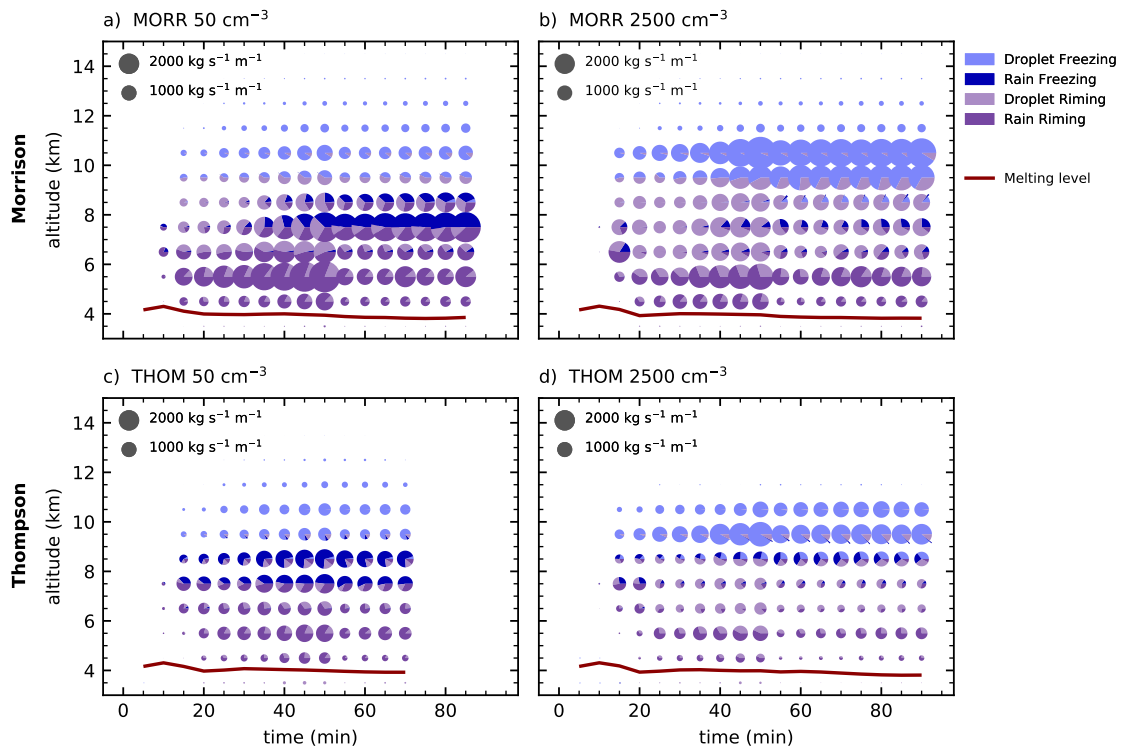 a)  MORR 50 cm⁻³
b)  MORR 2500 cm⁻³
14
12
10
8
6
4
2000 kg s⁻¹ m⁻¹
1000 kg s⁻¹ m⁻¹
2000 kg s⁻¹ m⁻¹
1000 kg s⁻¹ m⁻¹
Droplet Freezing
Rain Freezing
Droplet Riming
Rain Riming
Melting level
Morrison
altitude (km)
c)  THOM 50 cm⁻³
d)  THOM 2500 cm⁻³
14
12
10
8
6
4
2000 kg s⁻¹ m⁻¹
1000 kg s⁻¹ m⁻¹
2000 kg s⁻¹ m⁻¹
1000 kg s⁻¹ m⁻¹
Thompson
altitude (km)
0 20 40 60 80
0 20 40 60 80
time (min)
time (min)